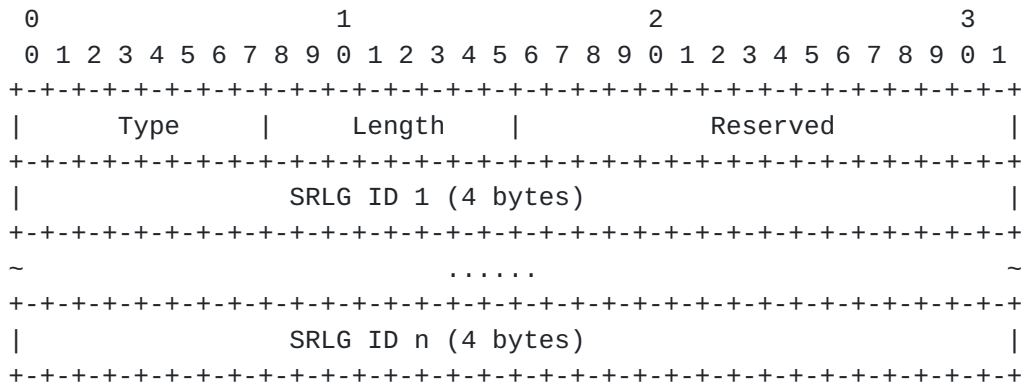 0                   1                   2                   3
 0 1 2 3 4 5 6 7 8 9 0 1 2 3 4 5 6 7 8 9 0 1 2 3 4 5 6 7 8 9 0 1
+-+-+-+-+-+-+-+-+-+-+-+-+-+-+-+-+-+-+-+-+-+-+-+-+-+-+-+-+-+-+-+-+
|      Type     |     Length    |            Reserved           |
+-+-+-+-+-+-+-+-+-+-+-+-+-+-+-+-+-+-+-+-+-+-+-+-+-+-+-+-+-+-+-+-+
|                 SRLG ID 1 (4 bytes)                           |
+-+-+-+-+-+-+-+-+-+-+-+-+-+-+-+-+-+-+-+-+-+-+-+-+-+-+-+-+-+-+-+-+
~                           ......                              ~
+-+-+-+-+-+-+-+-+-+-+-+-+-+-+-+-+-+-+-+-+-+-+-+-+-+-+-+-+-+-+-+-+
|                 SRLG ID n (4 bytes)                           |
+-+-+-+-+-+-+-+-+-+-+-+-+-+-+-+-+-+-+-+-+-+-+-+-+-+-+-+-+-+-+-+-+